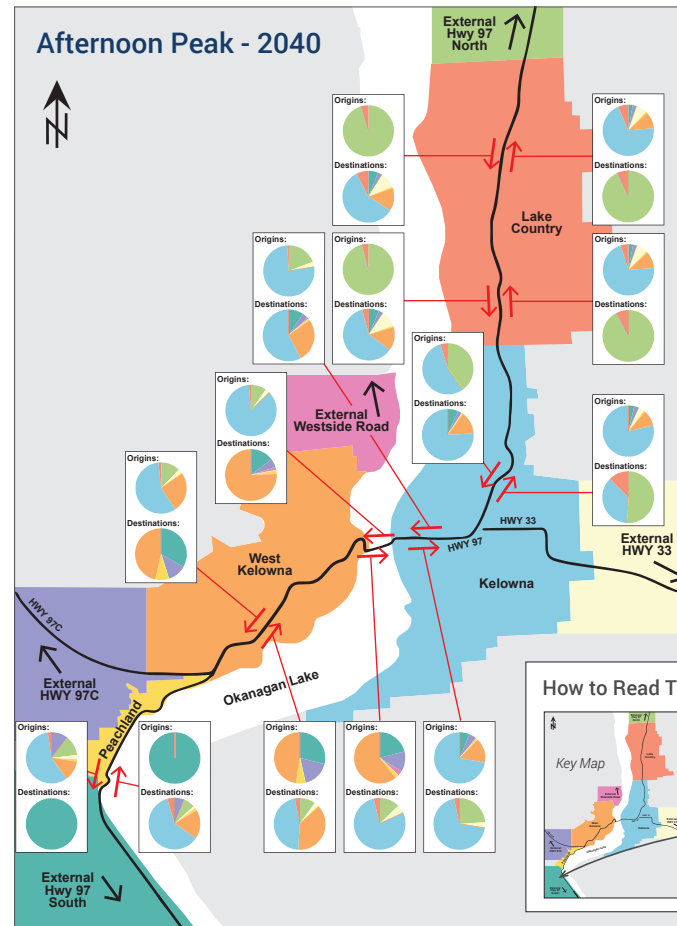 Afternoon Peak - 2040
External
Hwy 97
North
N
Origins:
Destinations:
Origins:
Destinations:
Lake
Country
Origins:
Destinations:
Origins:
Destinations:
Origins:
Destinations:
Origins:
Destinations:
Origins:
Destinations:
External
Westside Road
Origins:
Destinations:
Origins:
Destinations:
HWY 33
HWY 97
External
HWY 33
West
Kelowna
Kelowna
HWY 97C
External
HWY 97C
Okanagan Lake
Peachland
How to Read T
Key Map
Origins:
Destinations:
Origins:
Destinations:
Origins:
Destinations:
Origins:
Destinations:
Origins:
Destinations:
External
Hwy 97
South